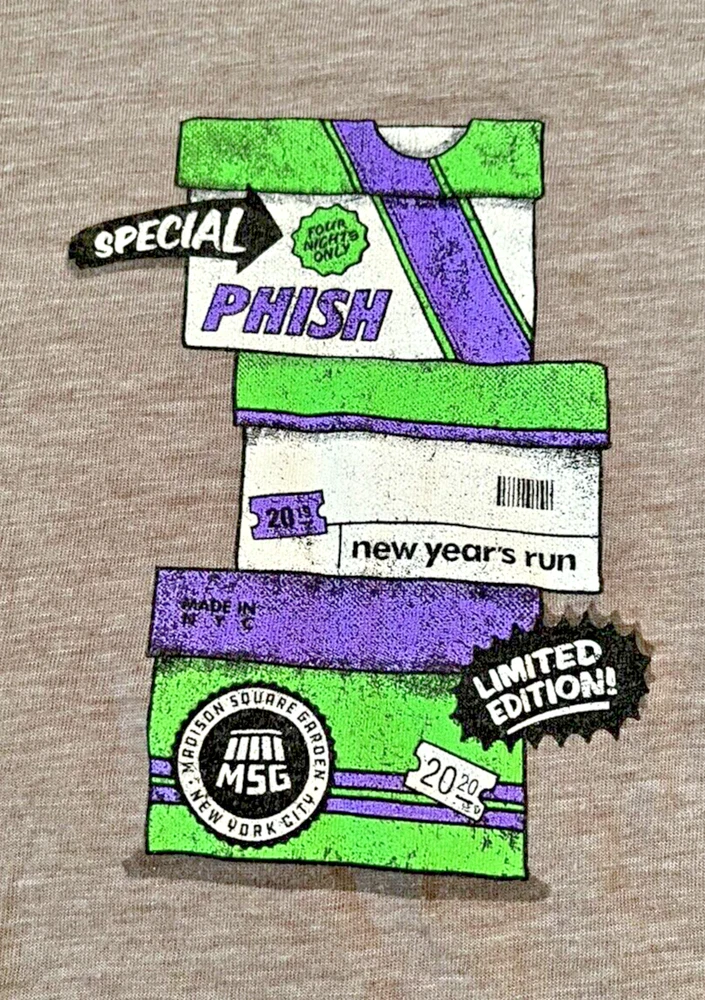 SPECIAL
FOUR
NIGHTS
ONLY
PHISH
20 19
new year's run
MADE IN
N Y C
LIMITED
EDITION!
MADISON SQUARE GARDEN
MSG
NEW YORK CITY
20 20